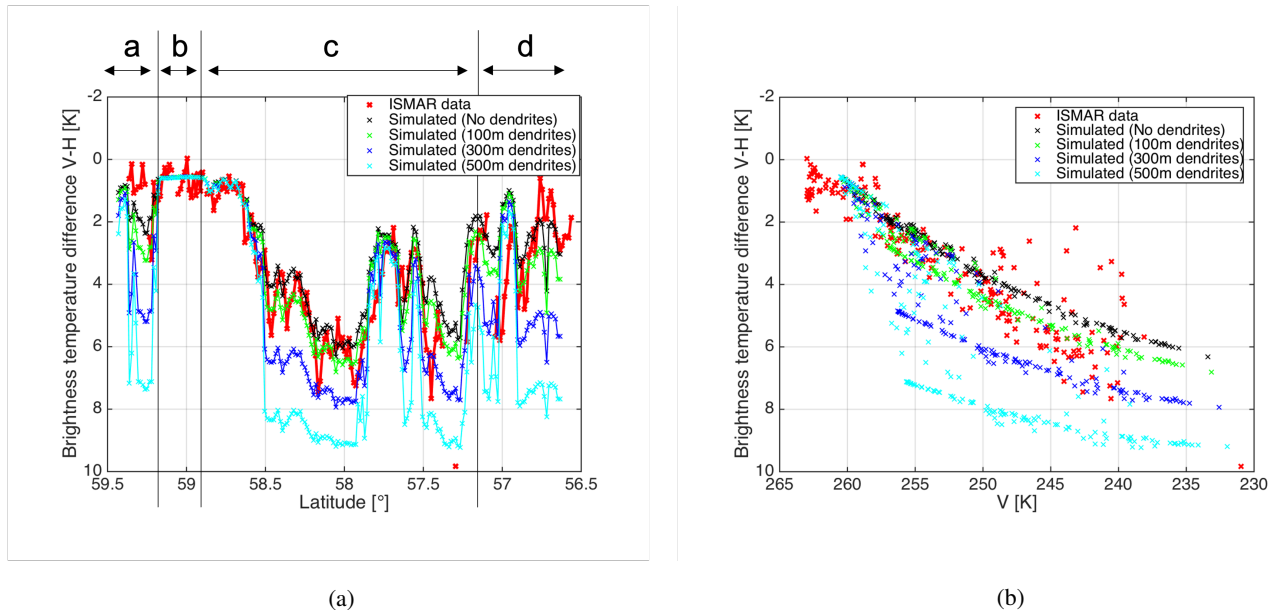 a b c d
-2
0
2
4
6
8
10
Brightness temperature difference V-H [K]
ISMAR data
Simulated (No dendrites)
Simulated (100m dendrites)
Simulated (300m dendrites)
Simulated (500m dendrites)
59.5 59 58.5 58 57.5 57 56.5
Latitude [°]
(a)
-2
0
2
4
6
8
10
Brightness temperature difference V-H [K]
ISMAR data
Simulated (No dendrites)
Simulated (100m dendrites)
Simulated (300m dendrites)
Simulated (500m dendrites)
265 260 255 250 245 240 235 230
V [K]
(b)